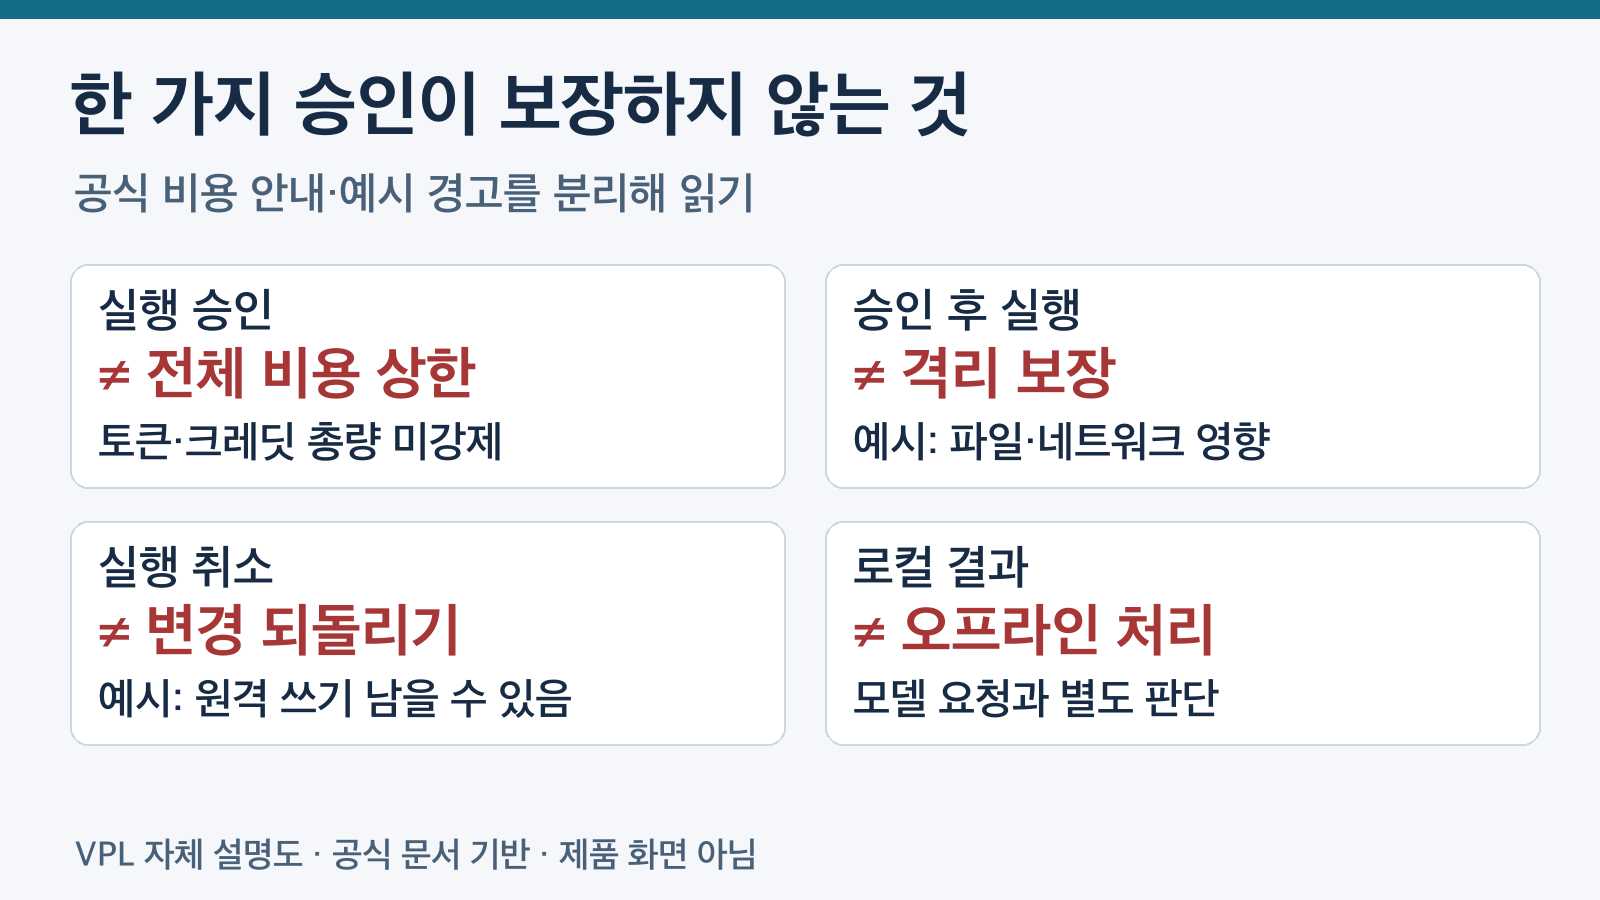 한 가지 승인이 보장하지 않는 것
공식 비용 안내·예시 경고를 분리해 읽기
실행 승인
≠ 전체 비용 상한
토큰·크레딧 총량 미강제
승인 후 실행
≠ 격리 보장
예시: 파일·네트워크 영향
실행 취소
≠ 변경 되돌리기
예시: 원격 쓰기 남을 수 있음
로컬 결과
≠ 오프라인 처리
모델 요청과 별도 판단
VPL 자체 설명도 · 공식 문서 기반 · 제품 화면 아님